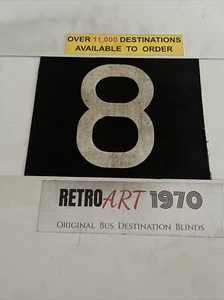 OVER 11,000 DESTINATIONS
AVAILABLE TO ORDER
8
RETROART 1970
ORIGINAL BUS DESTINATION BLINDS